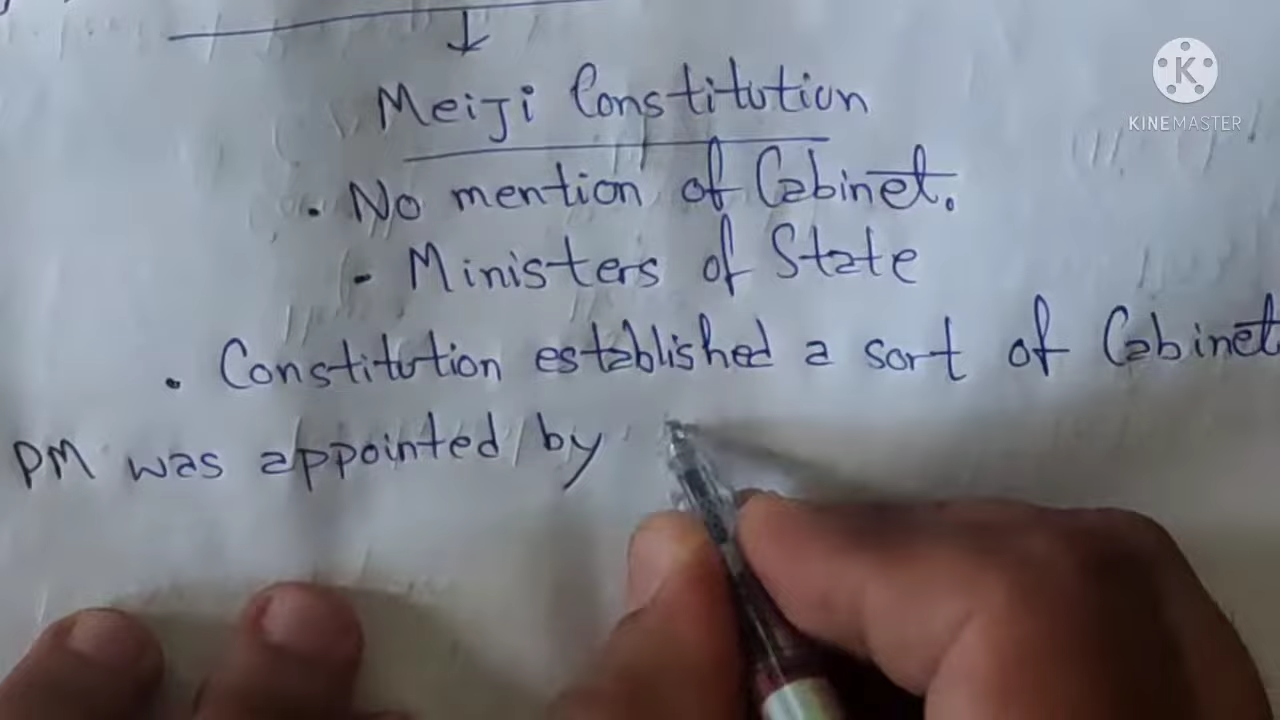 Meiji Constitution
K
KINEMASTER
. No mention of Cabinet.
- Ministers of State
. Constitution established a sort of Cabinet
PM was appointed by